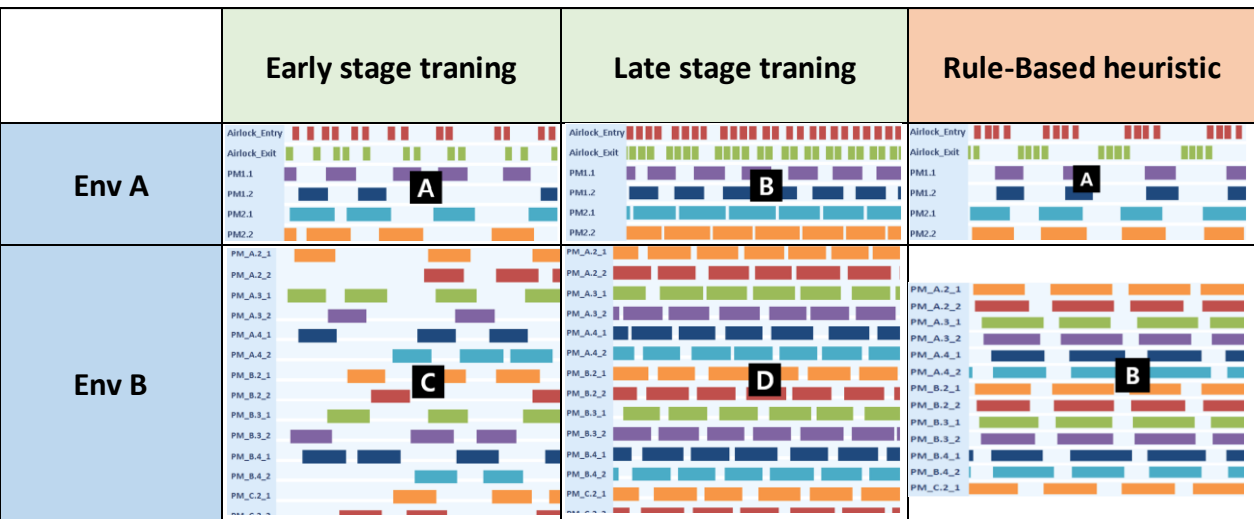 Early stage traning
Late stage traning
Rule-Based heuristic
Env A
Airlock_Entry
Airlock_Exit
PM1.1
PM1.2
PM2.1
PM2.2
A
Airlock_Entry
Airlock_Exit
PM1.1
PM1.2
PM2.1
PM2.2
B
Airlock_Entry
Airlock_Exit
PM1.1
PM1.2
PM2.1
PM2.2
A
Env B
PM_A.2_1
PM_A.2_2
PM_A.3_1
PM_A.3_2
PM_A.4_1
PM_A.4_2
PM_B.2_1
PM_B.2_2
PM_B.3_1
PM_B.3_2
PM_B.4_1
PM_B.4_2
PM_C.2_1
PM_C.2_2
C
PM_A.2_1
PM_A.2_2
PM_A.3_1
PM_A.3_2
PM_A.4_1
PM_A.4_2
PM_B.2_1
PM_B.2_2
PM_B.3_1
PM_B.3_2
PM_B.4_1
PM_B.4_2
PM_C.2_1
D
PM_A.2_1
PM_A.2_2
PM_A.3_1
PM_A.3_2
PM_A.4_1
PM_A.4_2
PM_B.2_1
PM_B.2_2
PM_B.3_1
PM_B.3_2
PM_B.4_1
PM_B.4_2
PM_C.2_1
B